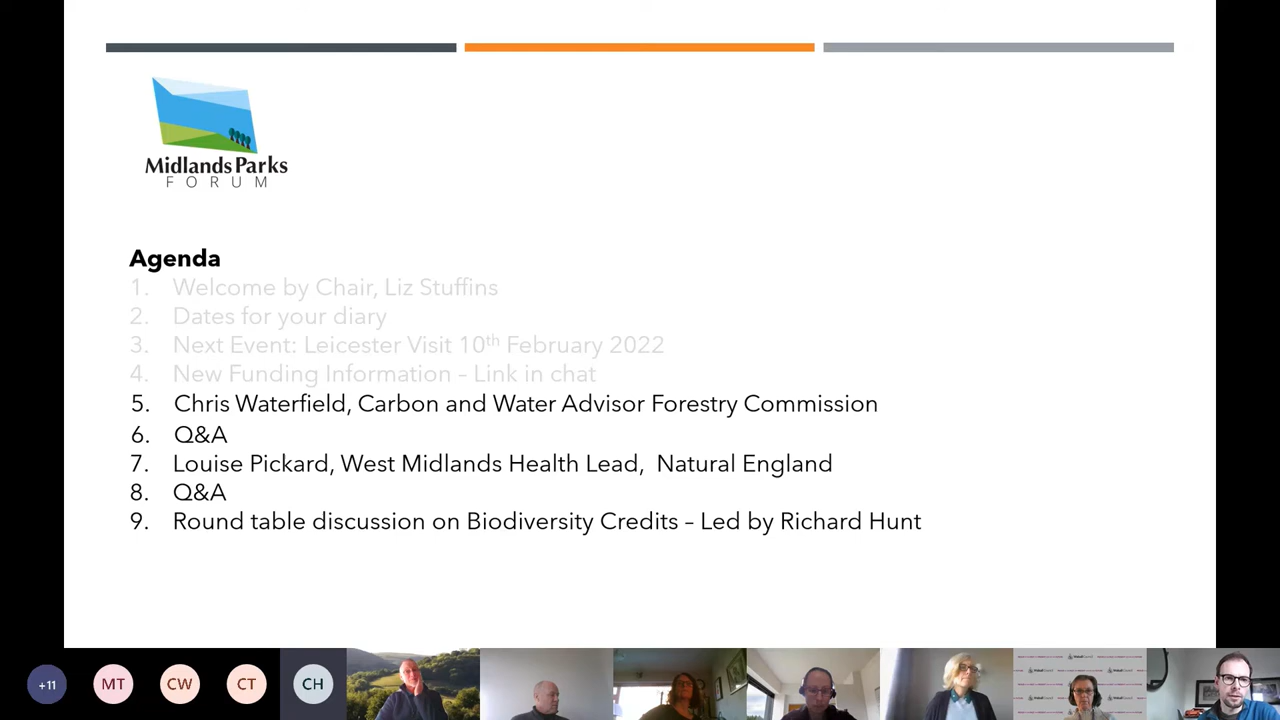 Midlands Parks
FORUM
Agenda
1. Welcome by Chair, Liz Stuffins
2. Dates for your diary
3. Next Event: Leicester Visit 10th February 2022
4. New Funding Information – Link in chat
5. Chris Waterfield, Carbon and Water Advisor Forestry Commission
6. Q&A
7. Louise Pickard, West Midlands Health Lead, Natural England
8. Q&A
9. Round table discussion on Biodiversity Credits – Led by Richard Hunt
+11 MT CW CT CH